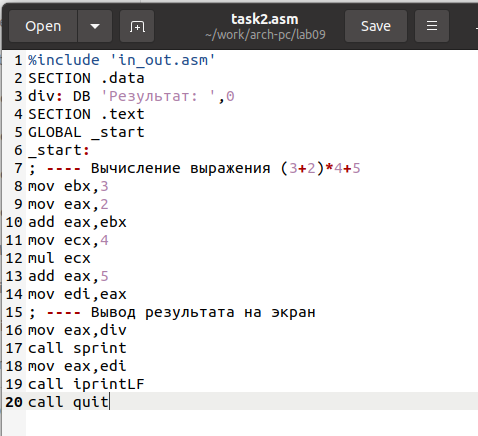 Open
task2.asm
~/work/arch-pc/lab09
Save
1 %include 'in_out.asm'
2 SECTION .data
3 div: DB 'Результат: ',0
4 SECTION .text
5 GLOBAL _start
6 _start:
7 ; ---- Вычисление выражения (3+2)*4+5
8 mov ebx,3
9 mov eax,2
10 add eax,ebx
11 mov ecx,4
12 mul ecx
13 add eax,5
14 mov edi,eax
15 ; ---- Вывод результата на экран
16 mov eax,div
17 call sprint
18 mov eax,edi
19 call iprintLF
20 call quit